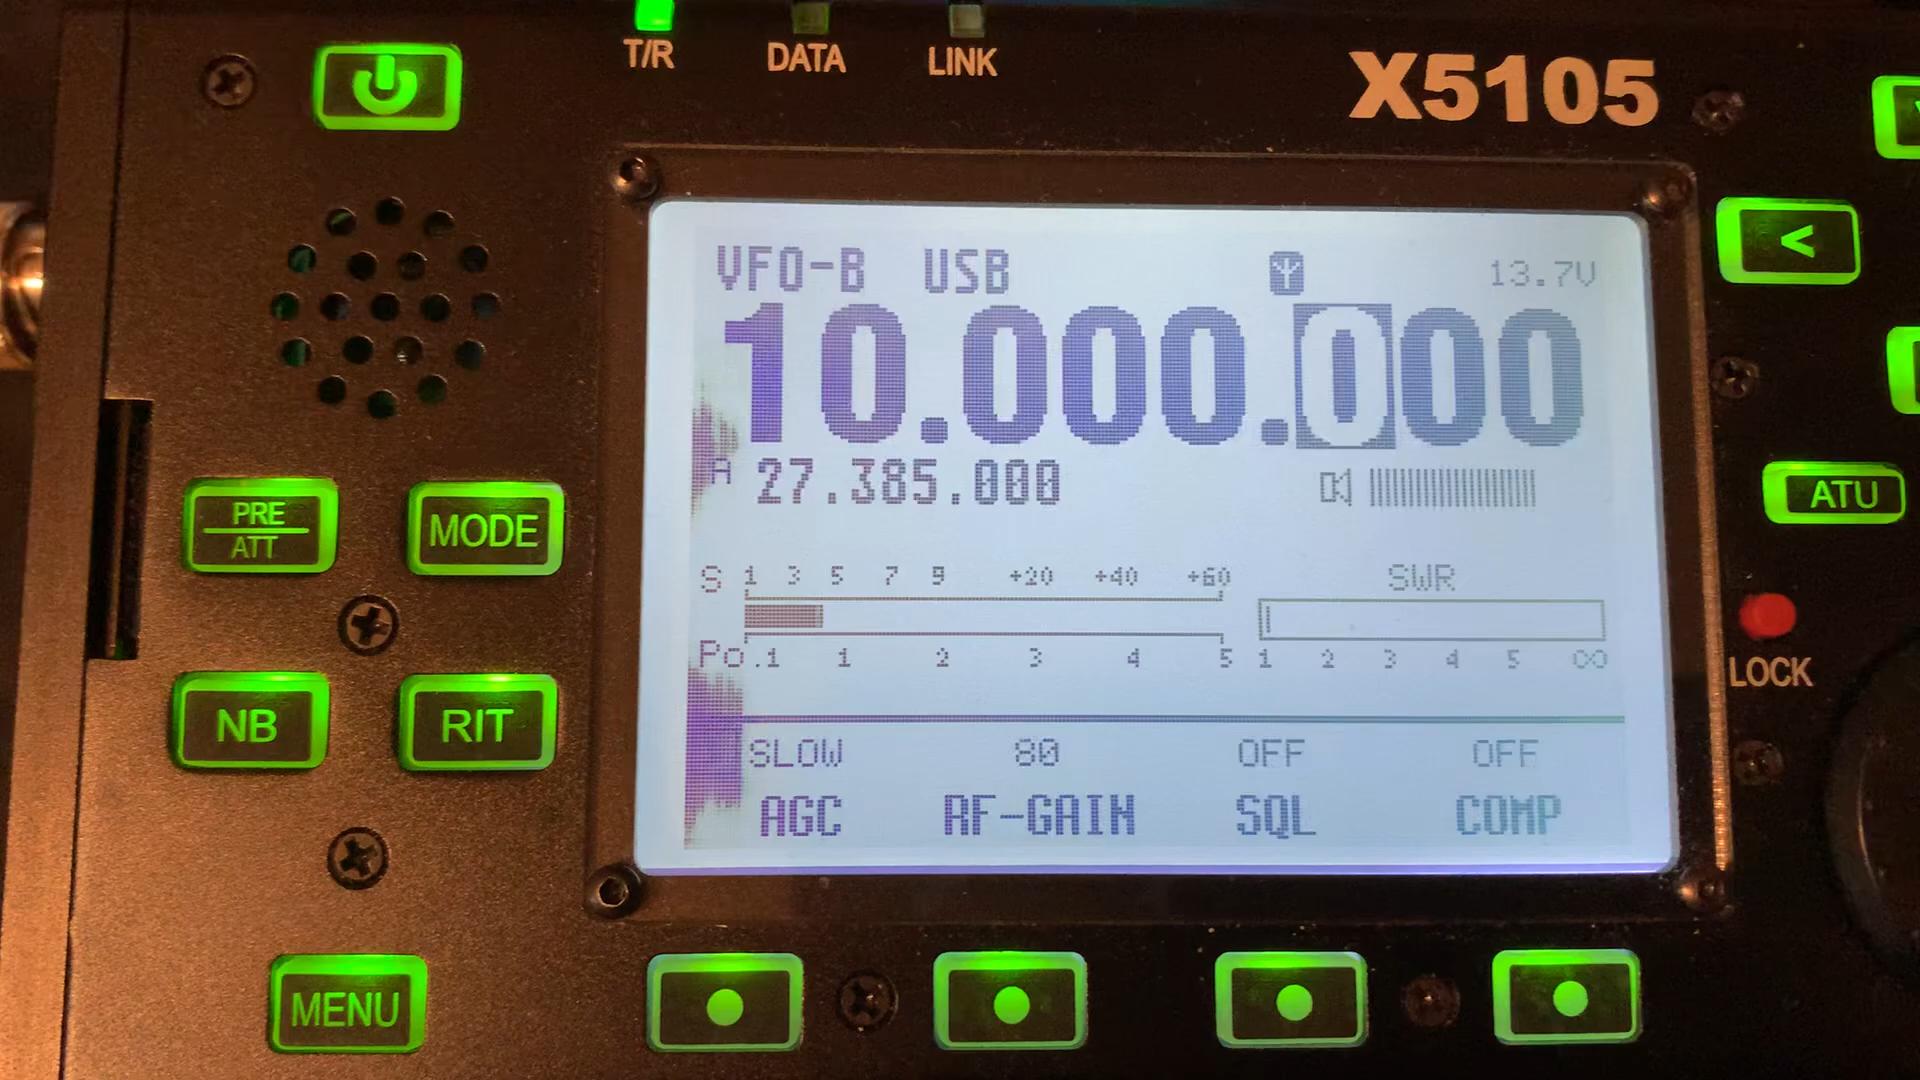 T/R DATA LINK
X5105
<
VFO-B USB 13.7V
10.000.000
A 27.385.000
PRE
ATT
MODE
ATU
S 1 3 5 7 9 +20 +40 +60 SWR
Po .1 1 2 3 4 5 1 2 3 4 5 ∞
LOCK
NB RIT
SLOW 80 OFF OFF
AGC RF-GAIN SQL COMP
MENU